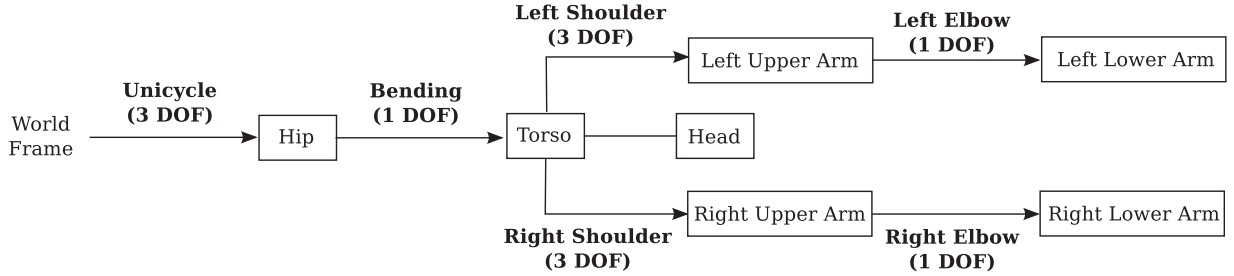 World
Frame
Unicycle
(3 DOF)
Hip
Bending
(1 DOF)
Torso
Left Shoulder
(3 DOF)
Left Upper Arm
Left Elbow
(1 DOF)
Left Lower Arm
Head
Right Shoulder
(3 DOF)
Right Upper Arm
Right Elbow
(1 DOF)
Right Lower Arm